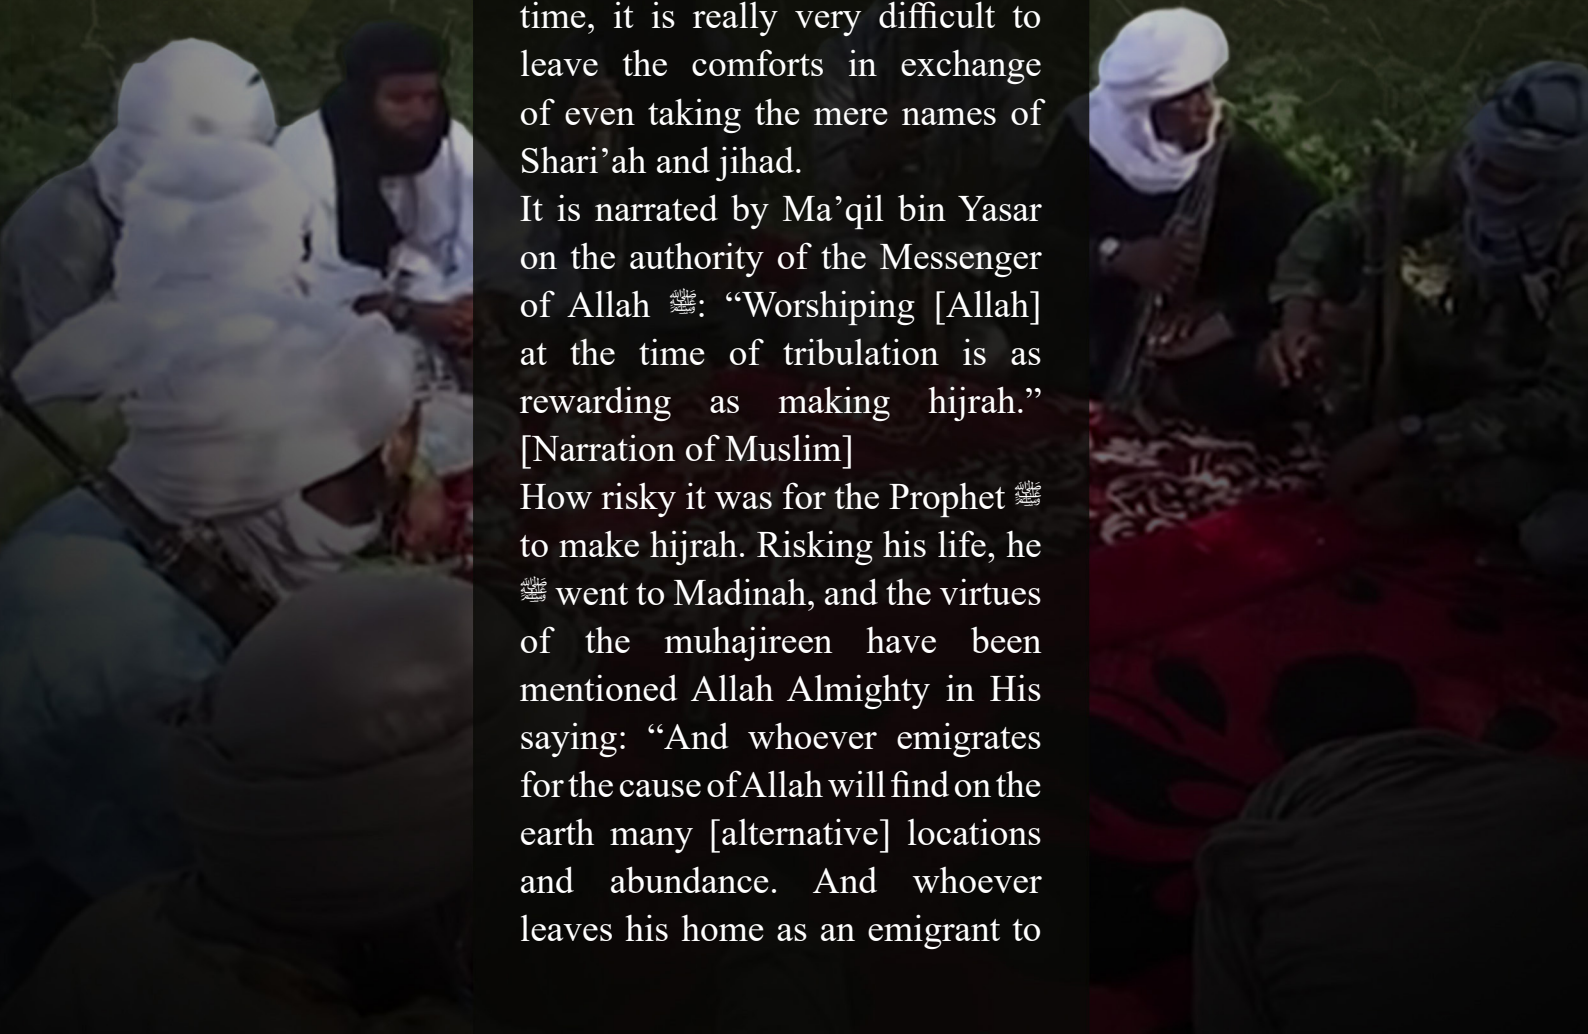 time, it is really very difficult to
leave the comforts in exchange
of even taking the mere names of
Shari’ah and jihad.
It is narrated by Ma’qil bin Yasar
on the authority of the Messenger
of Allah ﷺ: “Worshiping [Allah]
at the time of tribulation is as
rewarding as making hijrah.”
[Narration of Muslim]
How risky it was for the Prophet ﷺ
to make hijrah. Risking his life, he
ﷺ went to Madinah, and the virtues
of the muhajireen have been
mentioned Allah Almighty in His
saying: “And whoever emigrates
for the cause of Allah will find on the
earth many [alternative] locations
and abundance. And whoever
leaves his home as an emigrant to